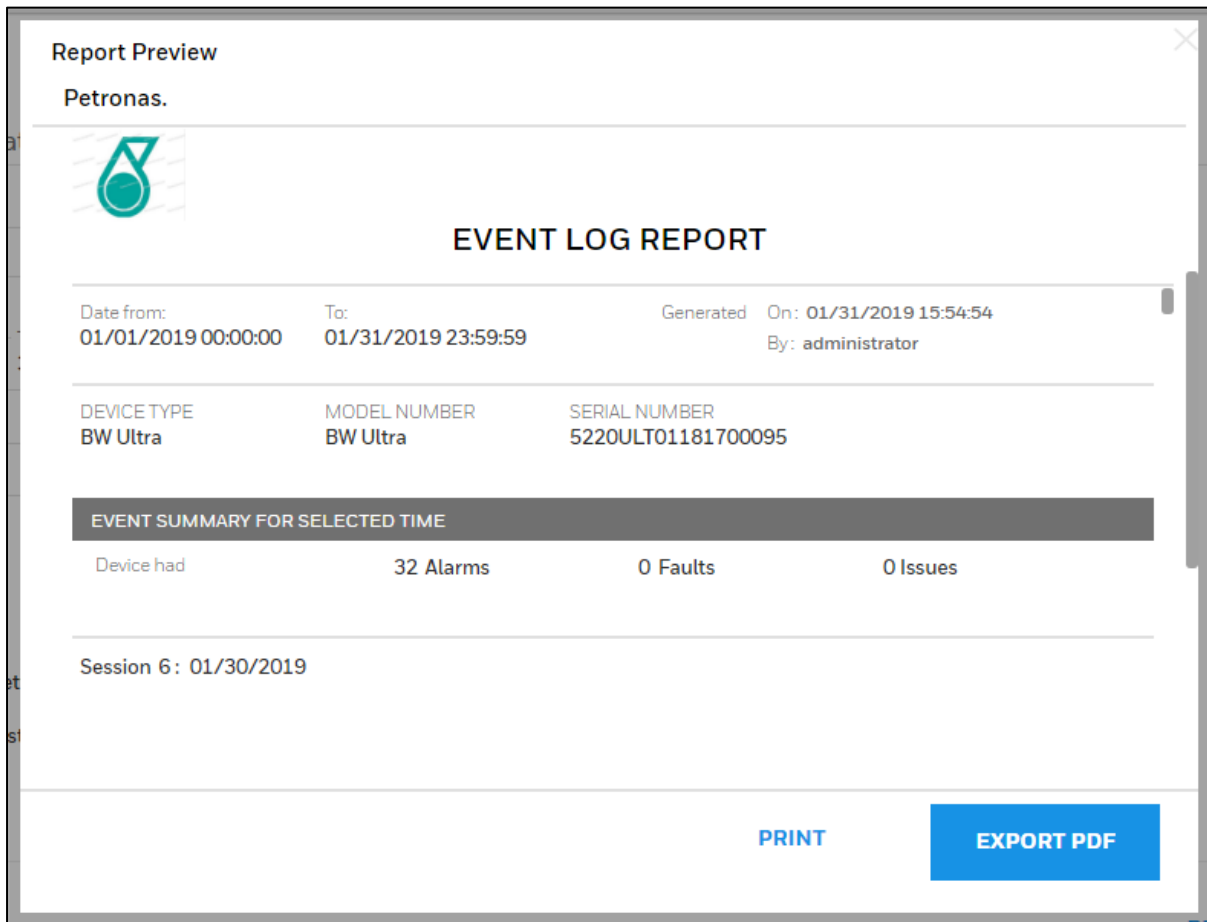 Report Preview
Petronas.
EVENT LOG REPORT
Date from: To: Generated On: 01/31/2019 15:54:54
01/01/2019 00:00:00 01/31/2019 23:59:59
By: administrator
DEVICE TYPE MODEL NUMBER SERIAL NUMBER
BW Ultra BW Ultra 5220ULT01181700095
EVENT SUMMARY FOR SELECTED TIME
Device had 32 Alarms 0 Faults 0 Issues
Session 6: 01/30/2019
PRINT EXPORT PDF